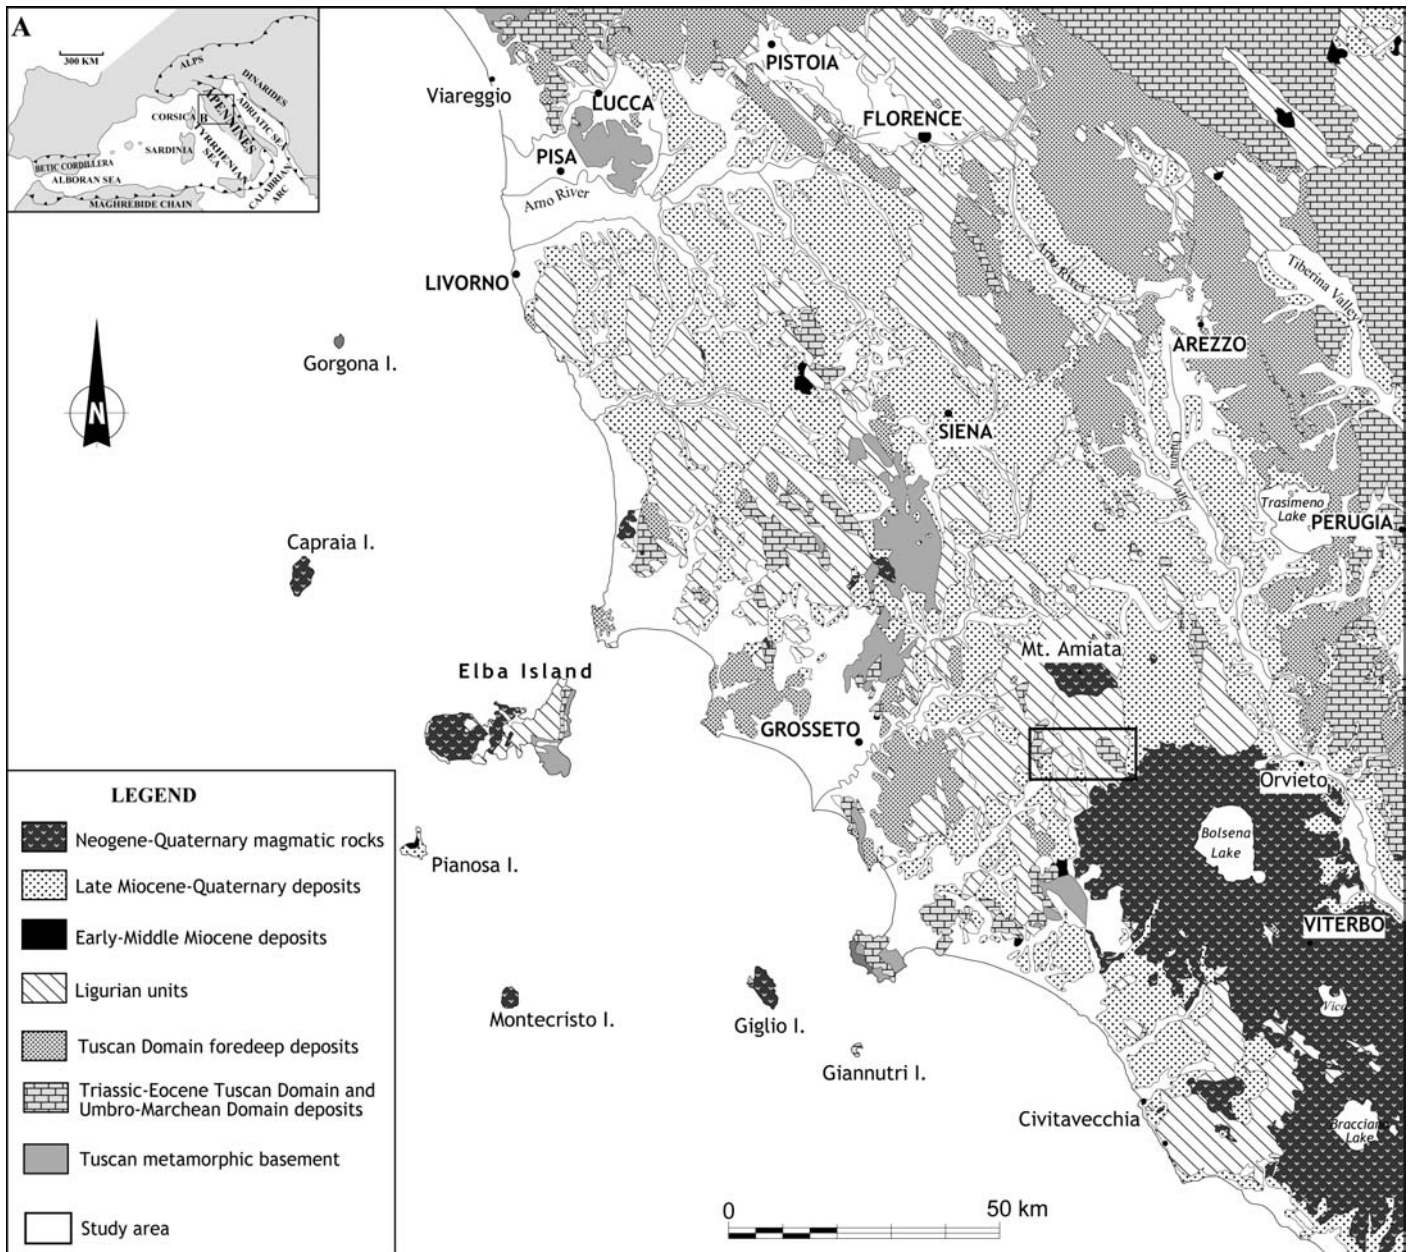 A
300 KM
ALPS
DINARIDES
APENNINES
ADRIATIC SEA
CORSICA
B
SARDINIA
TYRRHENIAN
SEA
BETIC CORDILLERA
ALBORAN SEA
CALABRIAN
ARC
MAGHREBIDE CHAIN
PISTOIA
Viareggio
LUCCA
FLORENCE
PISA
Arno River
LIVORNO
Arno River
Tiberina Valley
AREZZO
Gorgona I.
N
SIENA
Chiana Valley
Trasimeno
Lake
PERUGIA
Capraia I.
Mt. Amiata
Elba Island
GROSSETO
Orvieto
Bolsena
Lake
Pianosa I.
VITERBO
Vico
Montecristo I.
Giglio I.
Giannutri I.
Civitavecchia
Bracciano
Lake
LEGEND
Neogene-Quaternary magmatic rocks
Late Miocene-Quaternary deposits
Early-Middle Miocene deposits
Ligurian units
Tuscan Domain foredeep deposits
Triassic-Eocene Tuscan Domain and
Umbro-Marchean Domain deposits
Tuscan metamorphic basement
Study area
0
50 km